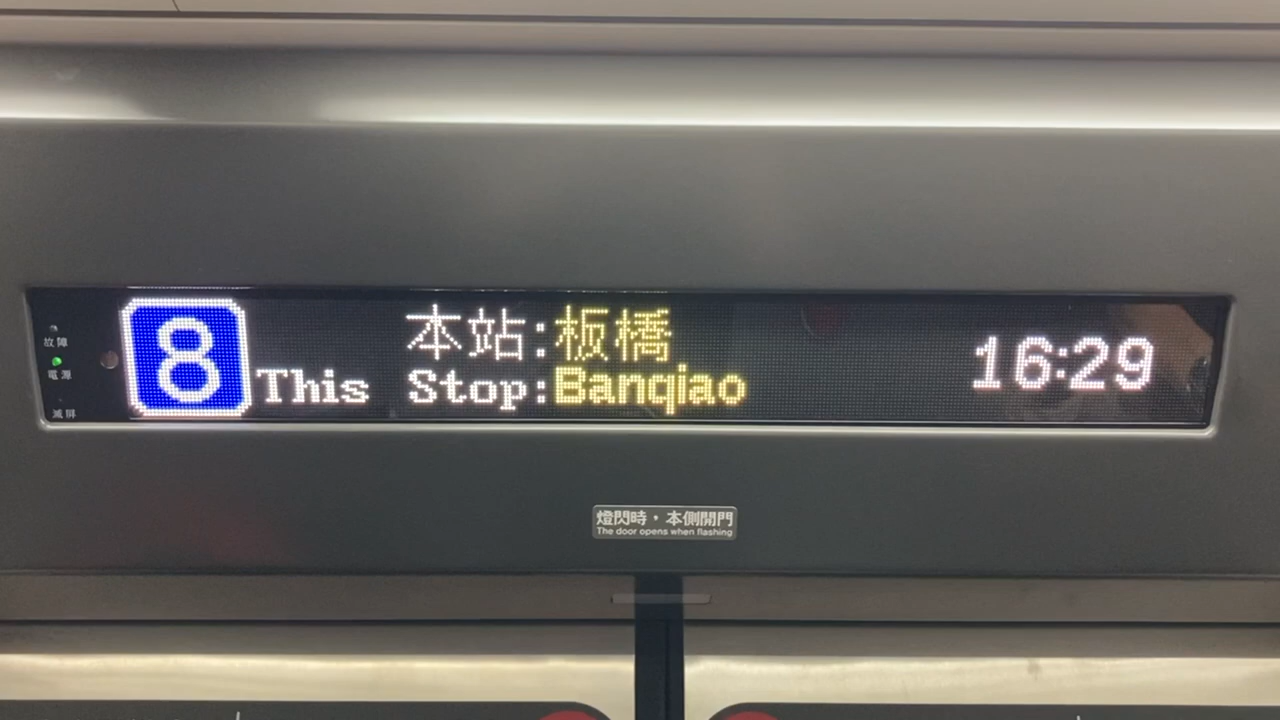 故障
電源
滅屏
8
本站:板橋
This Stop:Banqiao
16:29
燈閃時，本側開門
The door opens when flashing